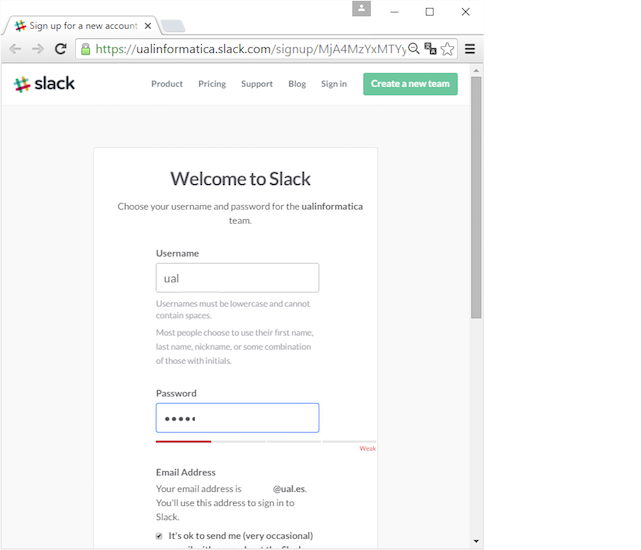 Sign up for a new account
https://ualinformatica.slack.com/signup/MjA4MzYxMTYy
slack
Product Pricing Support Blog Sign in Create a new team
Welcome to Slack
Choose your username and password for the ualinformatica
team.
Username
ual
Usernames must be lowercase and cannot
contain spaces.
Most people choose to use their first name,
last name, nickname, or some combination
of those with initials.
Password
Weak
Email Address
Your email address is @ual.es.
You'll use this address to sign in to
Slack.
It's ok to send me (very occasional)